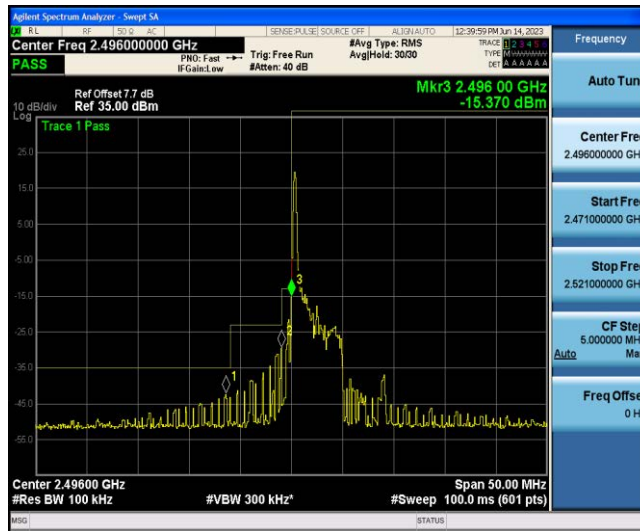 Agilent Spectrum Analyzer - Swept SA
RL RF 50 Ω AC SENSE:PULSE SOURCE OFF ALIGNAUTO 12:39:59 PM Jun 14, 2023
Center Freq 2.496000000 GHz
PASS
PNO: Fast
IFGain:Low
Trig: Free Run
#Atten: 40 dB
#Avg Type: RMS
Avg|Hold: 30/30
TRACE 1 2 3 4 5 6
TYPE M
DET A A A A A A
Ref Offset 7.7 dB
Ref 35.00 dBm
10 dB/div
Log
Mkr3 2.496 00 GHz
-15.370 dBm
Trace 1 Pass
25.0
15.0
5.00
-5.00
-15.0
-25.0
-35.0
-45.0
-55.0
1
2
3
Center 2.49600 GHz
Span 50.00 MHz
#Res BW 100 kHz
#VBW 300 kHz*
#Sweep 100.0 ms (601 pts)
MSG
STATUS
Frequency
Auto Tun
Center Fre
2.496000000 GH
Start Fre
2.471000000 GH
Stop Fre
2.521000000 GH
CF Ste
5.000000 MH
Auto Ma
Freq Offse
0 H